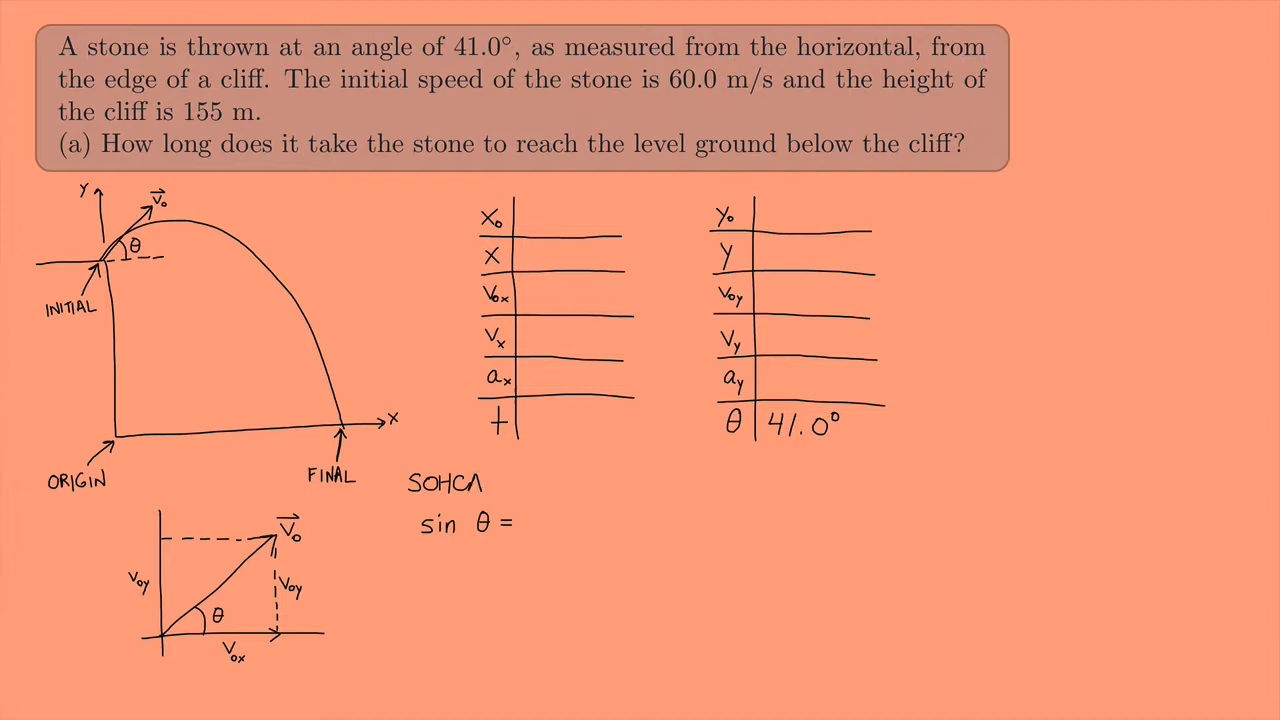 A stone is thrown at an angle of 41.0°, as measured from the horizontal, from
the edge of a cliff. The initial speed of the stone is 60.0 m/s and the height of
the cliff is 155 m.
(a) How long does it take the stone to reach the level ground below the cliff?
Y
V₀
θ
INITIAL
X
ORIGIN
FINAL
X₀
X
V₀ₓ
Vₓ
aₓ
t
Y₀
Y
V₀y
Vy
ay
θ 41.0°
SOHCA
sin θ =
V₀
V₀y
V₀y
θ
V₀ₓ